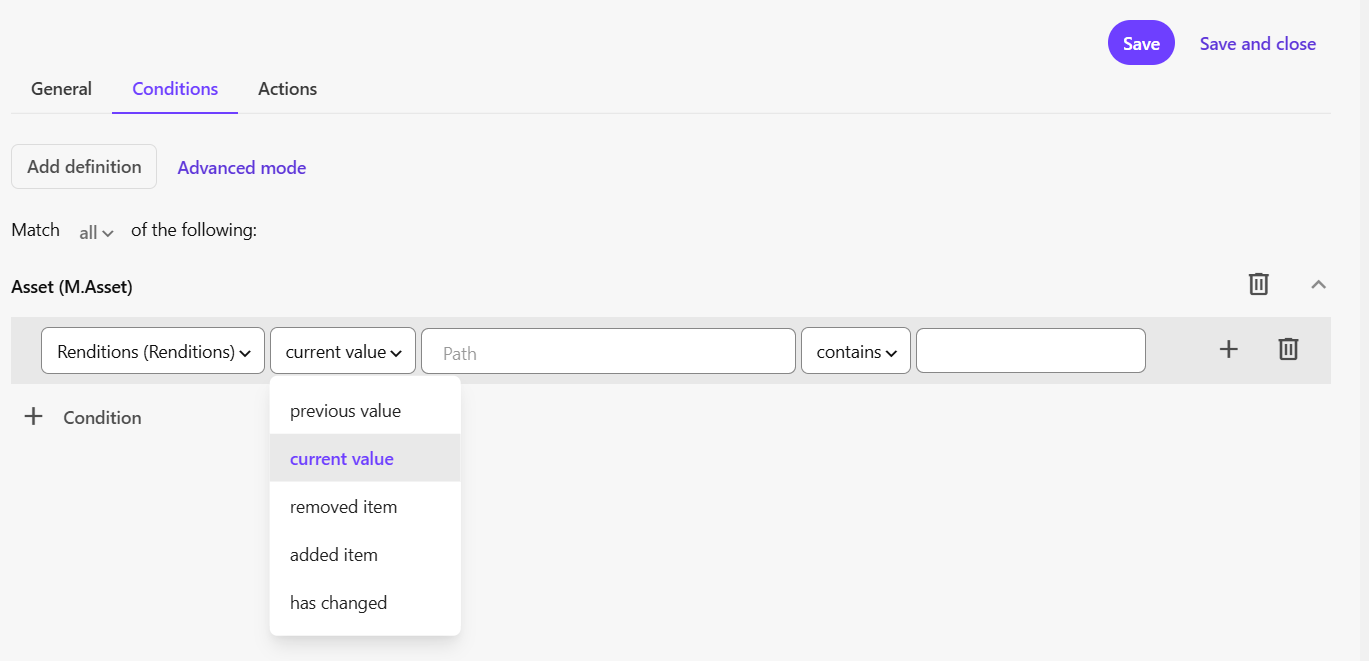 Save Save and close
General Conditions Actions
Add definition Advanced mode
Match all of the following:
Asset (M.Asset)
Renditions (Renditions) current value Path contains
previous value
Condition
current value
removed item
added item
has changed